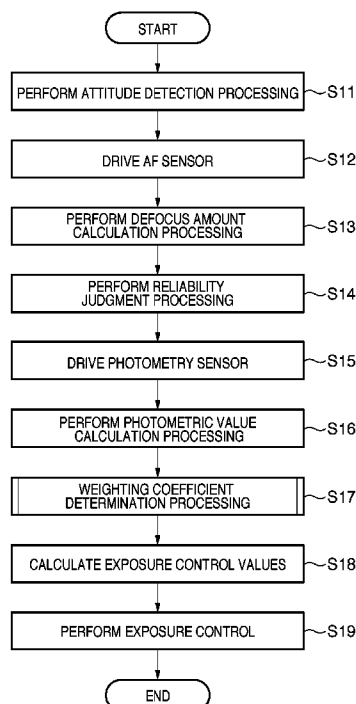 START
PERFORM ATTITUDE DETECTION PROCESSING
S11
DRIVE AF SENSOR
S12
PERFORM DEFOCUS AMOUNT
CALCULATION PROCESSING
S13
PERFORM RELIABILITY
JUDGMENT PROCESSING
S14
DRIVE PHOTOMETRY SENSOR
S15
PERFORM PHOTOMETRIC VALUE
CALCULATION PROCESSING
S16
WEIGHTING COEFFICIENT
DETERMINATION PROCESSING
S17
CALCULATE EXPOSURE CONTROL VALUES
S18
PERFORM EXPOSURE CONTROL
S19
END